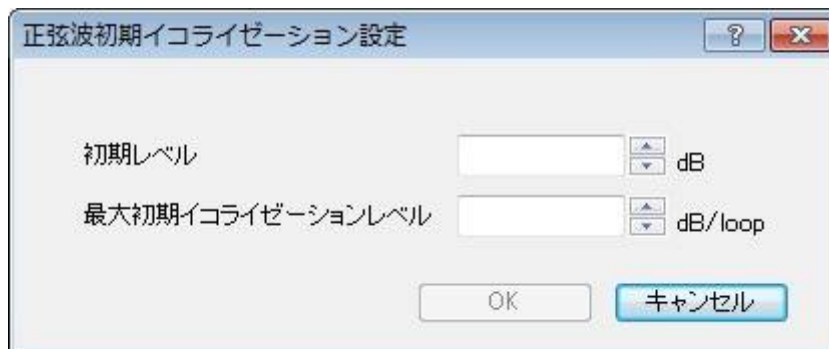 正弦波初期イコライゼーション設定
初期レベル dB
最大初期イコライゼーションレベル dB/loop
OK キャンセル